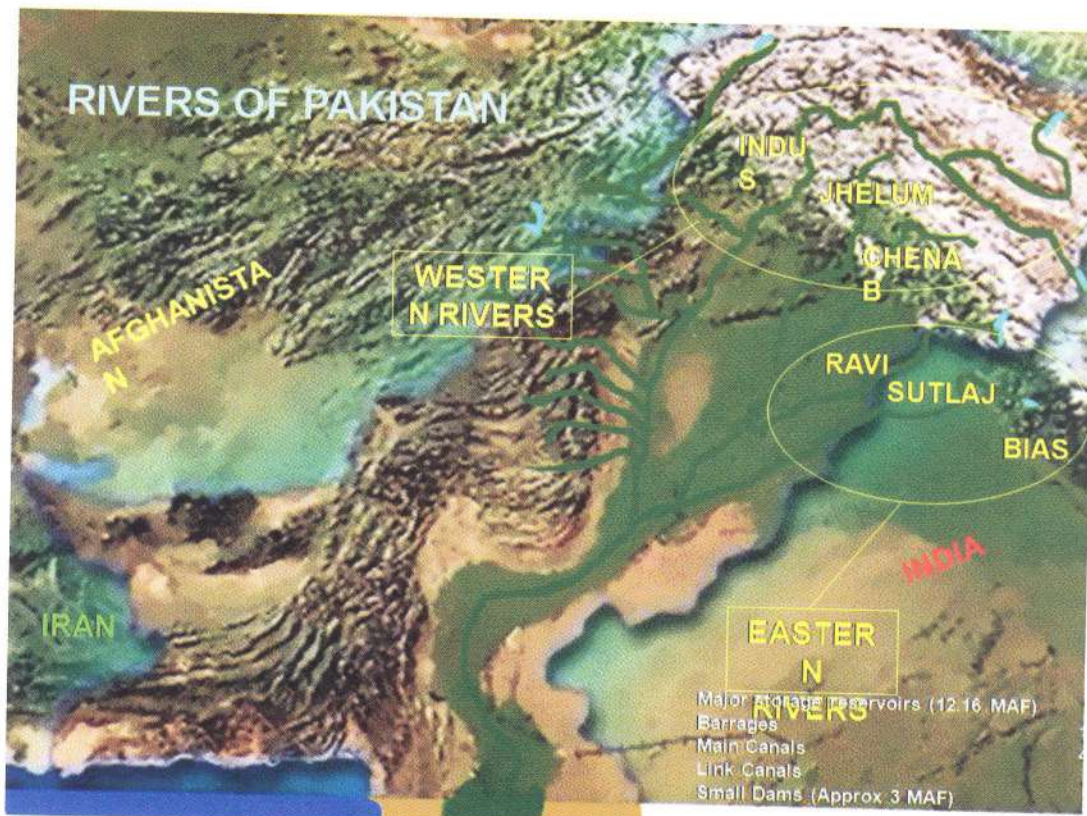 RIVERS OF PAKISTAN
INDU
S
JHELUM
CHENA
B
WESTER
N RIVERS
AFGHANISTA
N
RAVI
SUTLAJ
BIAS
INDIA
IRAN
EASTER
N
RIVERS
Major storage reservoirs (12.16 MAF)
Barrages
Main Canals
Link Canals
Small Dams (Approx 3 MAF)